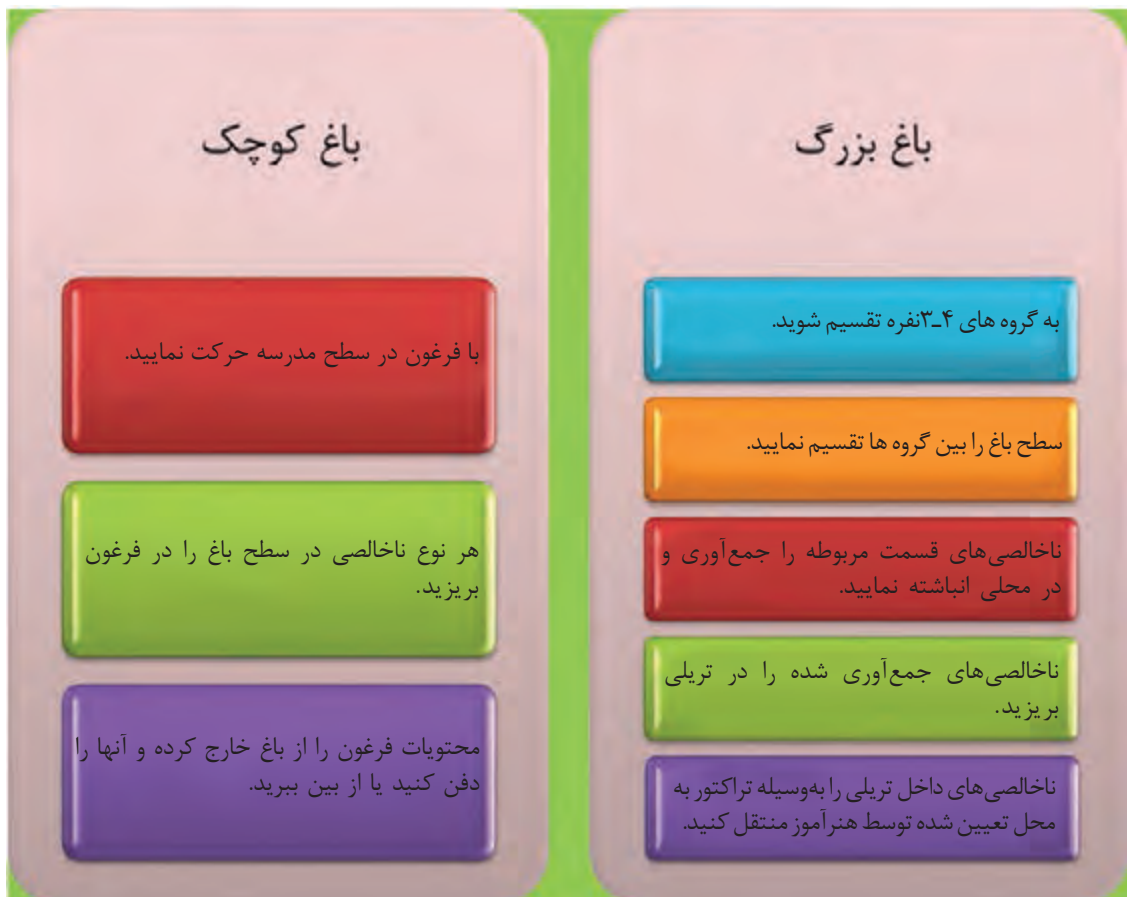 باغ بزرگ
به گروه های ۴ـ۳نفره تقسیم شوید.
سطح باغ را بین گروه ها تقسیم نمایید.
ناخالصی‌های قسمت مربوطه را جمع‌آوری و
در محلی انباشته نمایید.
ناخالصی‌های جمع‌آوری شده را در تریلی
بریزید.
ناخالصی‌های داخل تریلی را به‌وسیله تراکتور به
محل تعیین شده توسط هنرآموز منتقل کنید.
باغ کوچک
با فرغون در سطح مدرسه حرکت نمایید.
هر نوع ناخالصی در سطح باغ را در فرغون
بریزید.
محتویات فرغون را از باغ خارج کرده و آنها را
دفن کنید یا از بین ببرید.